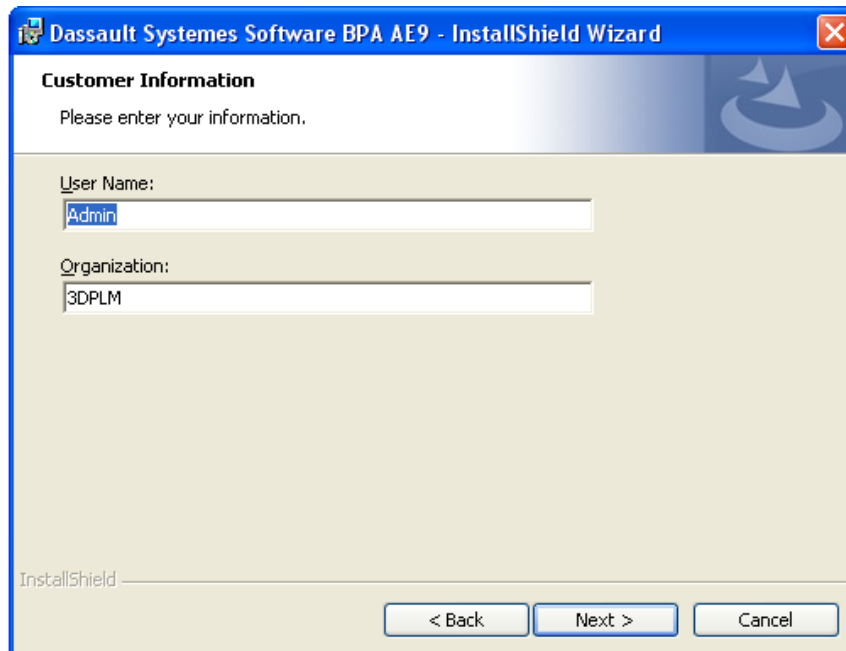 Dassault Systemes Software BPA AE9 - InstallShield Wizard
Customer Information
Please enter your information.
User Name:
Admin
Organization:
3DPLM
InstallShield
< Back
Next >
Cancel